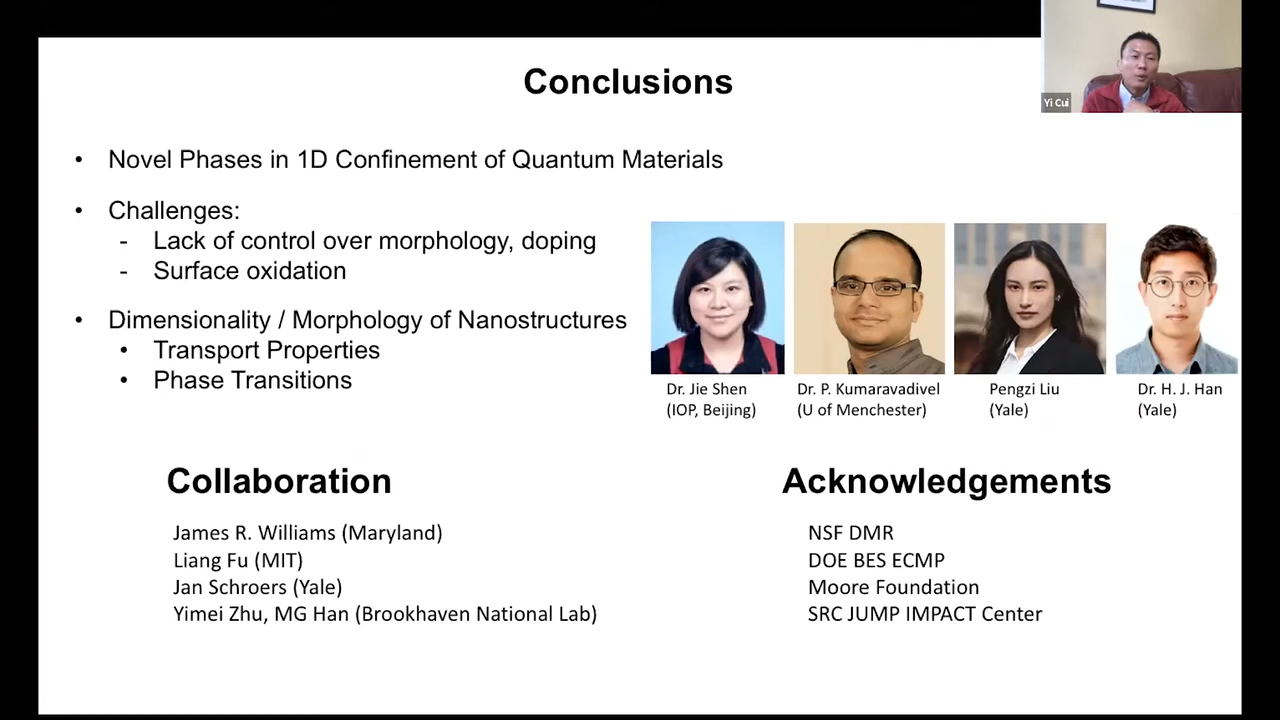 Conclusions
Yi Cui
• Novel Phases in 1D Confinement of Quantum Materials
• Challenges:
- Lack of control over morphology, doping
- Surface oxidation
• Dimensionality / Morphology of Nanostructures
• Transport Properties
• Phase Transitions
Dr. Jie Shen
(IOP, Beijing)
Dr. P. Kumaravadivel
(U of Menchester)
Pengzi Liu
(Yale)
Dr. H. J. Han
(Yale)
Collaboration
James R. Williams (Maryland)
Liang Fu (MIT)
Jan Schroers (Yale)
Yimei Zhu, MG Han (Brookhaven National Lab)
Acknowledgements
NSF DMR
DOE BES ECMP
Moore Foundation
SRC JUMP IMPACT Center